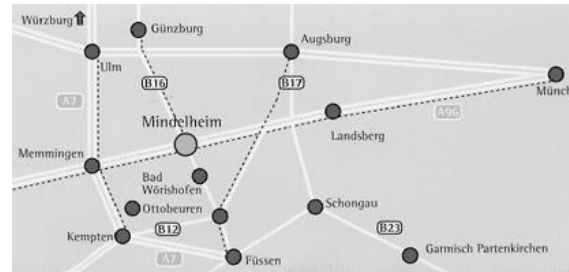 Würzburg
Günzburg
Augsburg
Ulm
B16
B17
Münch
A7
Mindelheim
A96
Landsberg
Memmingen
Bad
Wörishofen
Ottobeuren
Schongau
B12
B23
Kempten
A7
Füssen
Garmisch Partenkirchen